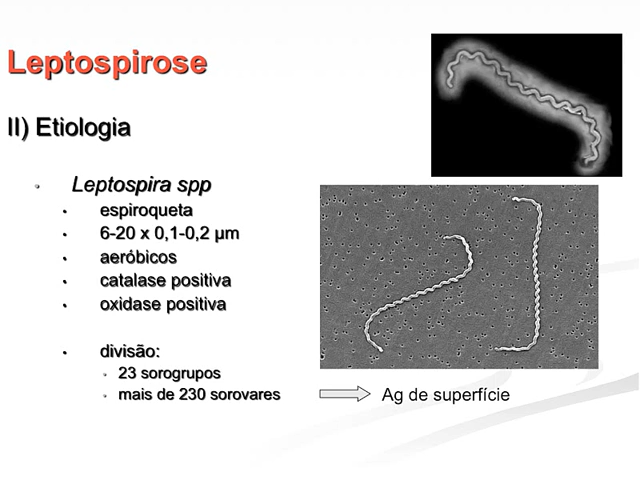 Leptospirose
II) Etiologia
• Leptospira spp
• espiroqueta
• 6-20 x 0,1-0,2 µm
• aeróbicos
• catalase positiva
• oxidase positiva
• divisão:
• 23 sorogrupos
• mais de 230 sorovares
Ag de superfície